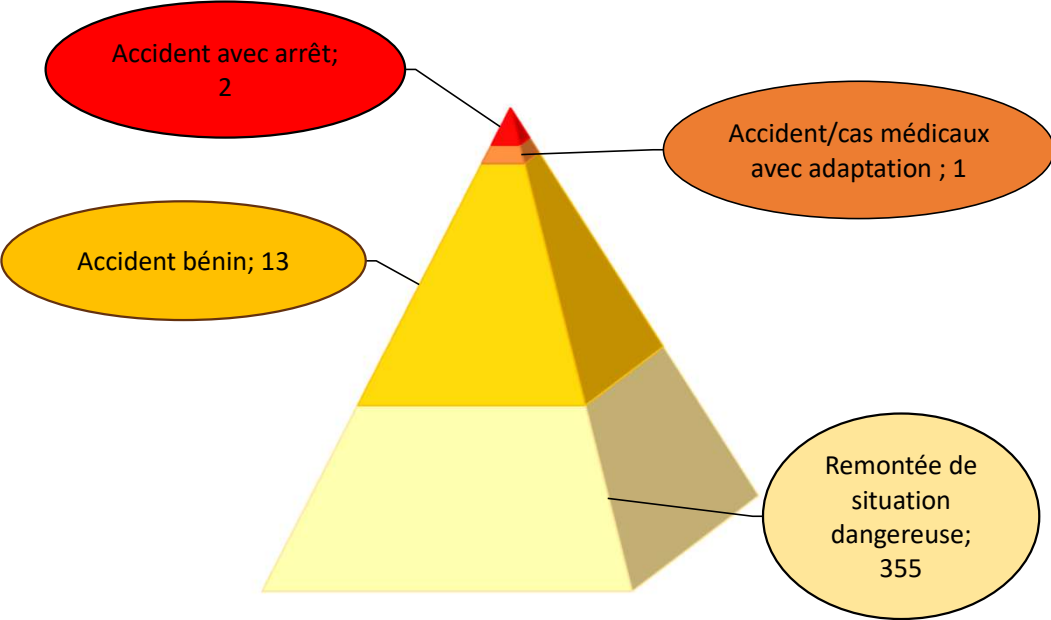 Accident avec arrêt;
2
Accident/cas médicaux
avec adaptation ; 1
Accident bénin; 13
Remontée de
situation
dangereuse;
355